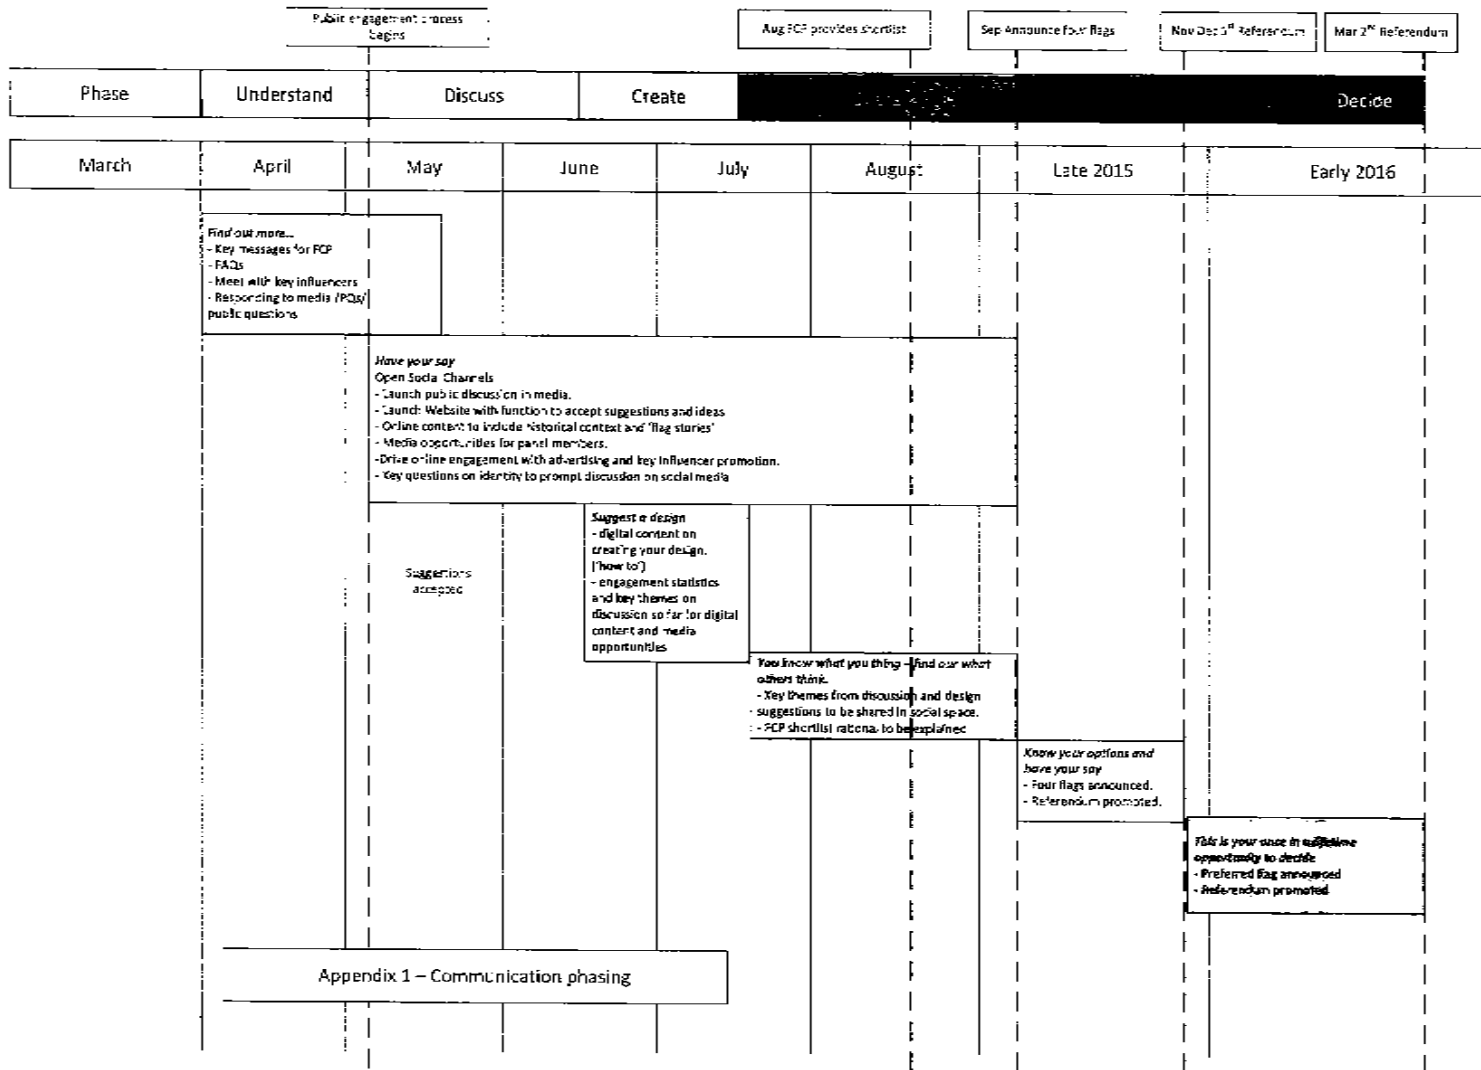 Public engagement process
begins
Aug FCP provides shortlist
Sep Announce four flags
Nov Dec 1st Referendum
Mar 2nd Referendum
Phase
Understand
Discuss
Create
Decide
March
April
May
June
July
August
Late 2015
Early 2016
Find out more...
- Key messages for FCP
- FAQs
- Meet with key influencers
- Responding to media /PQs/
public questions
Have your say
Open Social Channels
- Launch public discussion in media.
- Launch Website with function to accept suggestions and ideas
- Online content to include historical context and 'flag stories'
- Media opportunities for panel members.
-Drive online engagement with advertising and key influencer promotion.
- Key questions on identity to prompt discussion on social media
Suggest a design
- digital content on
creating your design.
('how to')
- engagement statistics
and key themes on
discussion so far for digital
content and media
opportunities
Suggestions
accepted
You know what you thing – find our what
others think.
- Key themes from discussion and design
suggestions to be shared in social space.
- FCP shortlist rational to be explained
Know your options and
have your say
- Four flags announced.
- Referendum promoted.
This is your once in a lifetime
opportunity to decide
- Preferred flag announced
- Referendum promoted
Appendix 1 – Communication phasing